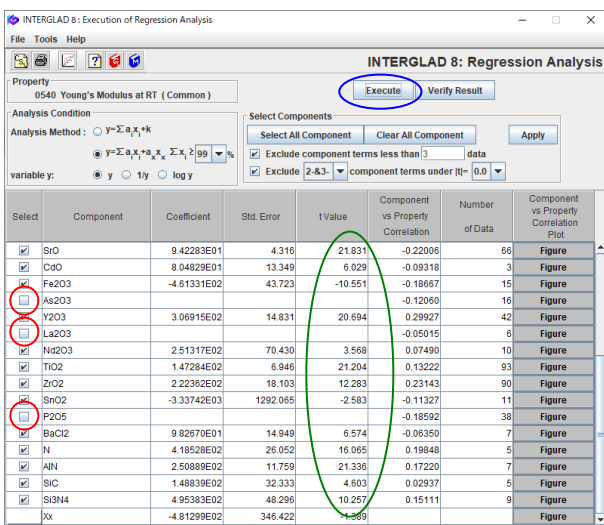 INTERGLAD 8 : Execution of Regression Analysis
File Tools Help
INTERGLAD 8: Regression Analysis
Property
0540 Young's Modulus at RT ( Common )
Execute Verify Result
Analysis Condition
Analysis Method : y=Σaixi+k
y=Σaixi+axxx Σxi≥ 99 %
variable y: y 1/y log y
Select Components
Select All Component Clear All Component Apply
Exclude component terms less than 3 data
Exclude 2-&3- component terms under |t|= 0.0
Select Component Coefficient Std. Error t Value Component vs Property Correlation Number of Data Component vs Property Correlation Plot
SrO 9.42283E01 4.316 21.831 -0.22006 66 Figure
CdO 8.04829E01 13.349 6.029 -0.09318 3 Figure
Fe2O3 -4.61331E02 43.723 -10.551 -0.18667 15 Figure
As2O3 -0.12060 16 Figure
Y2O3 3.06915E02 14.831 20.694 0.29927 42 Figure
La2O3 -0.05015 6 Figure
Nd2O3 2.51317E02 70.430 3.568 0.07490 10 Figure
TiO2 1.47284E02 6.946 21.204 0.13222 93 Figure
ZrO2 2.22362E02 18.103 12.283 0.23143 90 Figure
SnO2 -3.33742E03 1292.065 -2.583 -0.11327 11 Figure
P2O5 -0.18592 38 Figure
BaCl2 9.82670E01 14.949 6.574 -0.06350 7 Figure
N 4.18528E02 26.052 16.065 0.19848 5 Figure
AlN 2.50889E02 11.759 21.336 0.17220 7 Figure
SiC 1.48839E02 32.333 4.603 0.02937 5 Figure
Si3N4 4.95383E02 48.296 10.257 0.15111 9 Figure
Xx -4.81299E02 346.422 -1.389 Figure